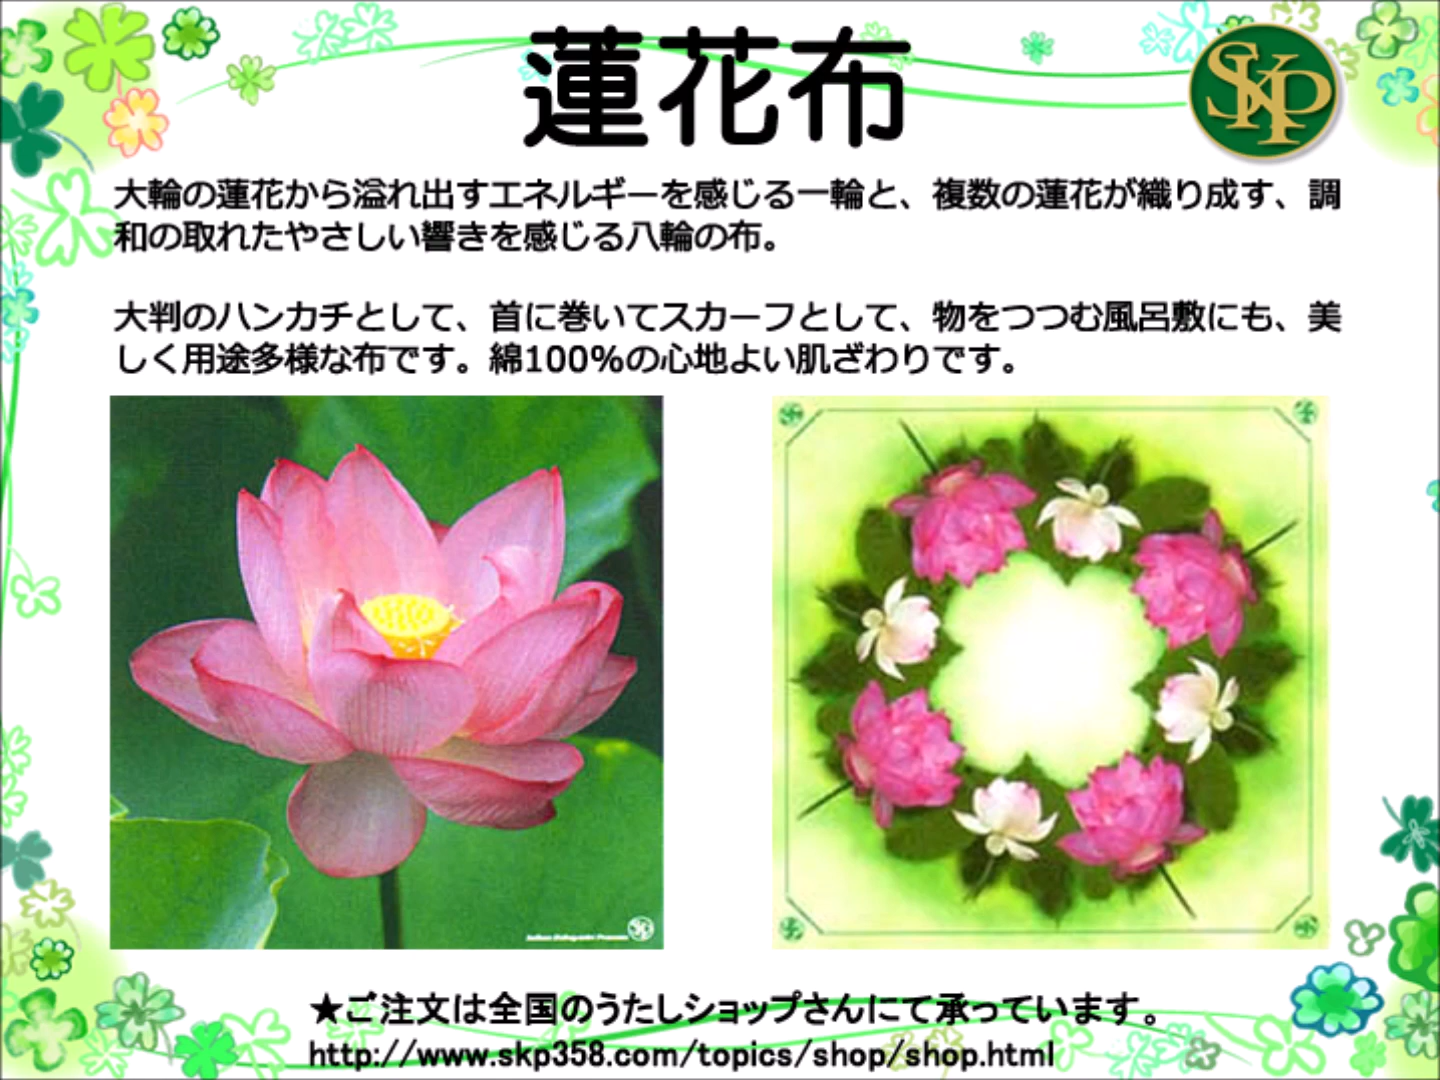 蓮花布
SKP
大輪の蓮花から溢れ出すエネルギーを感じる一輪と、複数の蓮花が織り成す、調
和の取れたやさしい響きを感じる八輪の布。
大判のハンカチとして、首に巻いてスカーフとして、物をつつむ風呂敷にも、美
しく用途多様な布です。綿100%の心地よい肌ざわりです。
★ご注文は全国のうたしショップさんにて承っています。
http://www.skp358.com/topics/shop/shop.html